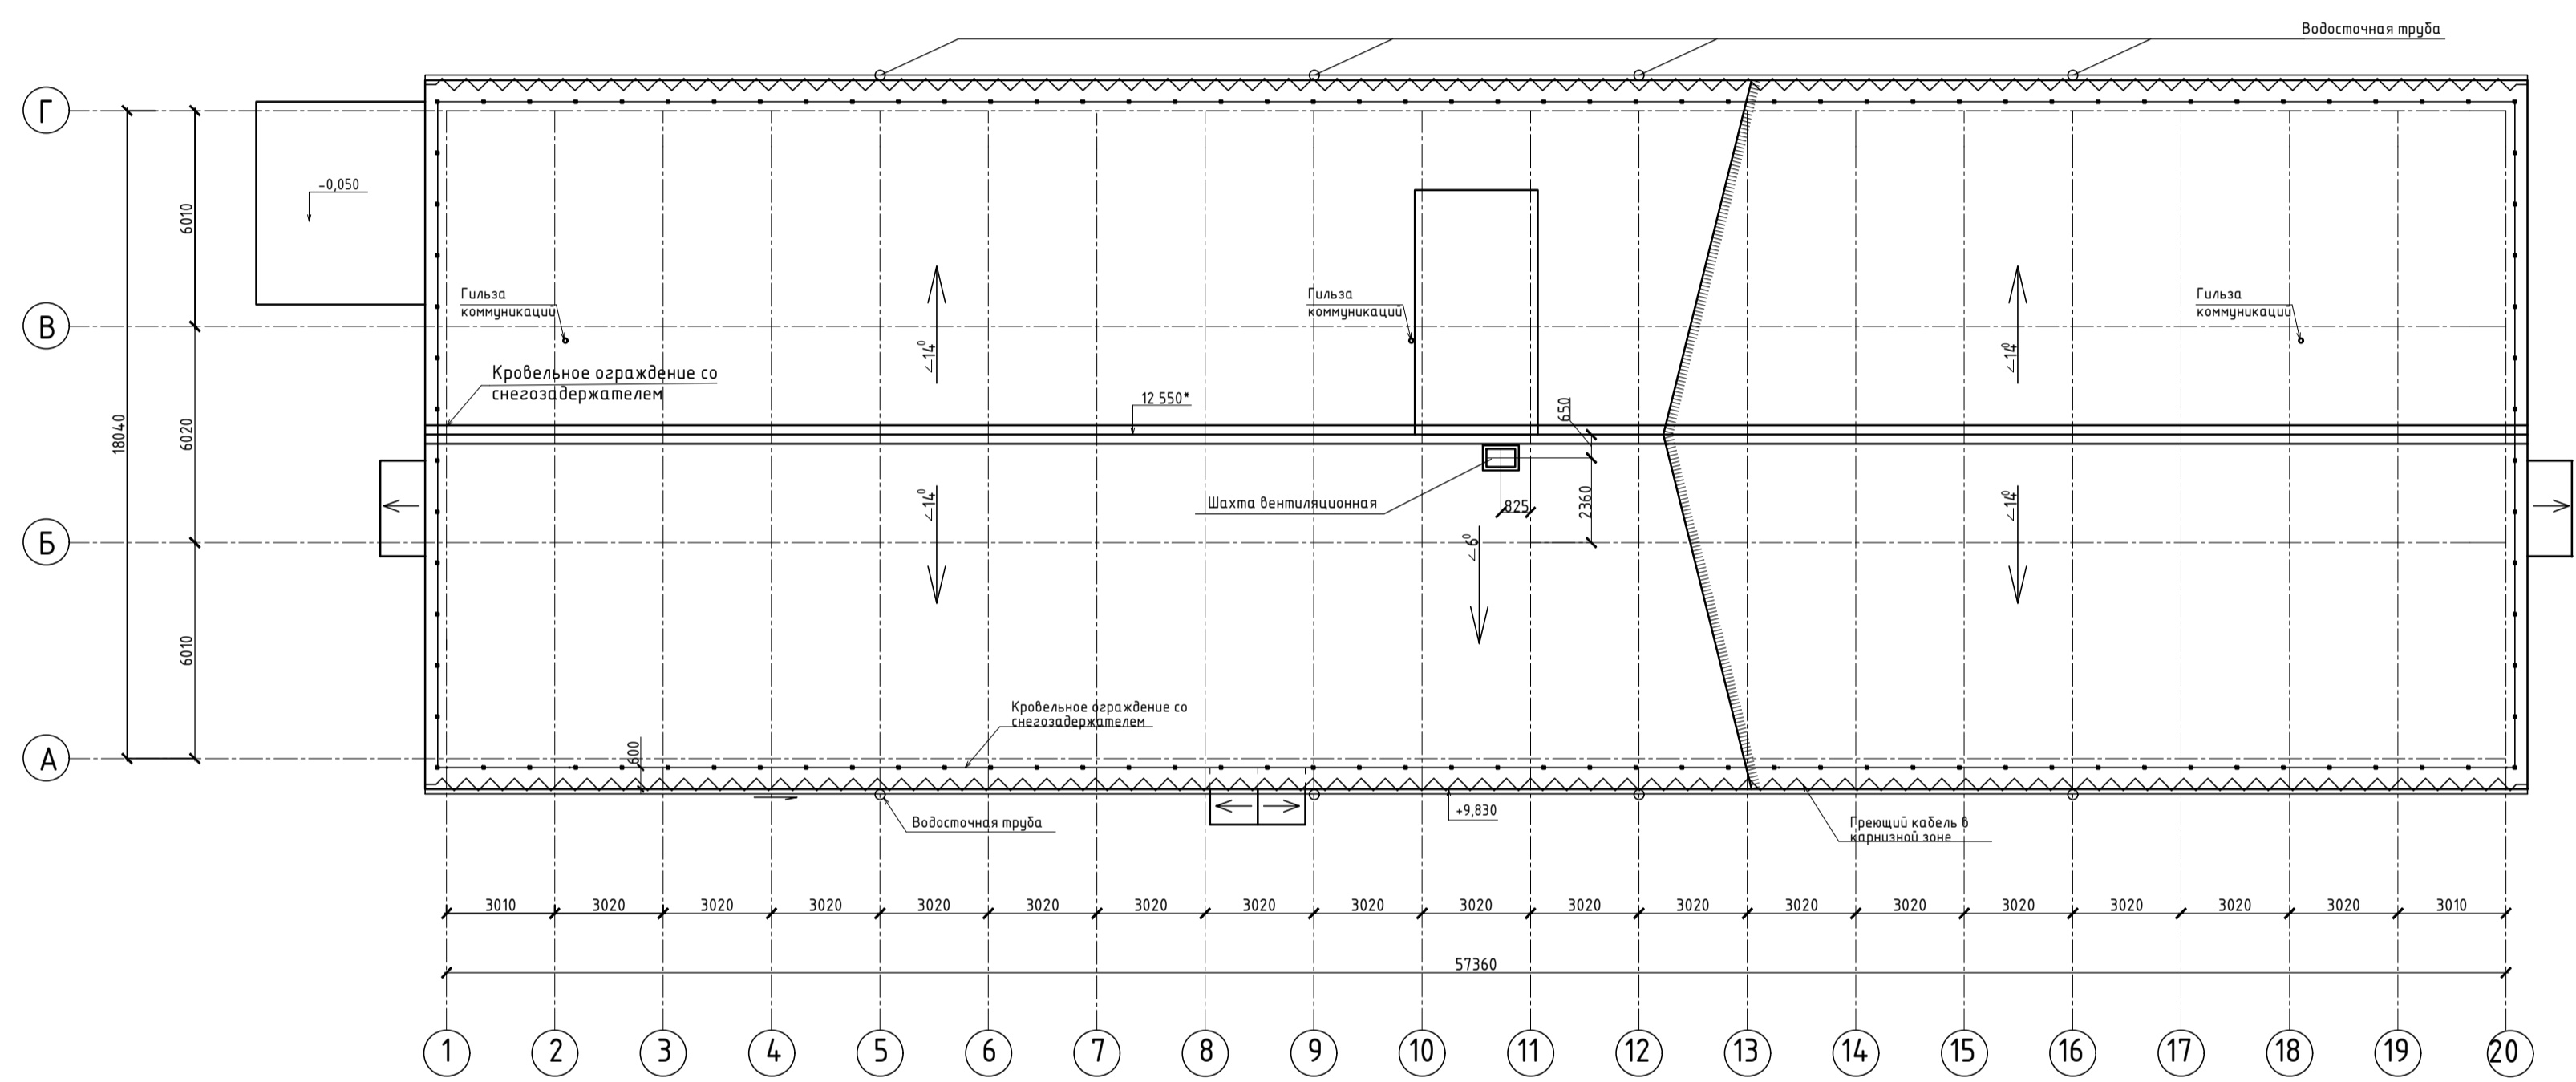 Водосточная труба
Г
-0,050
6010
Гильза
коммуникаций
Гильза
коммуникаций
Гильза
коммуникаций
В
∠14⁰
∠14⁰
Кровельное ограждение со
снегозадержателем
12 550*
650
18040
6020
Шахта вентиляционная
825
2360
∠14⁰
∠14⁰
Б
∠6⁰
6010
Кровельное ограждение со
снегозадержателем
600
А
Водосточная труба
+9,830
Греющий кабель в
карнизной зоне
3010 3020 3020 3020 3020 3020 3020 3020 3020 3020 3020 3020 3020 3020 3020 3020 3020 3020 3010
57360
1 2 3 4 5 6 7 8 9 10 11 12 13 14 15 16 17 18 19 20